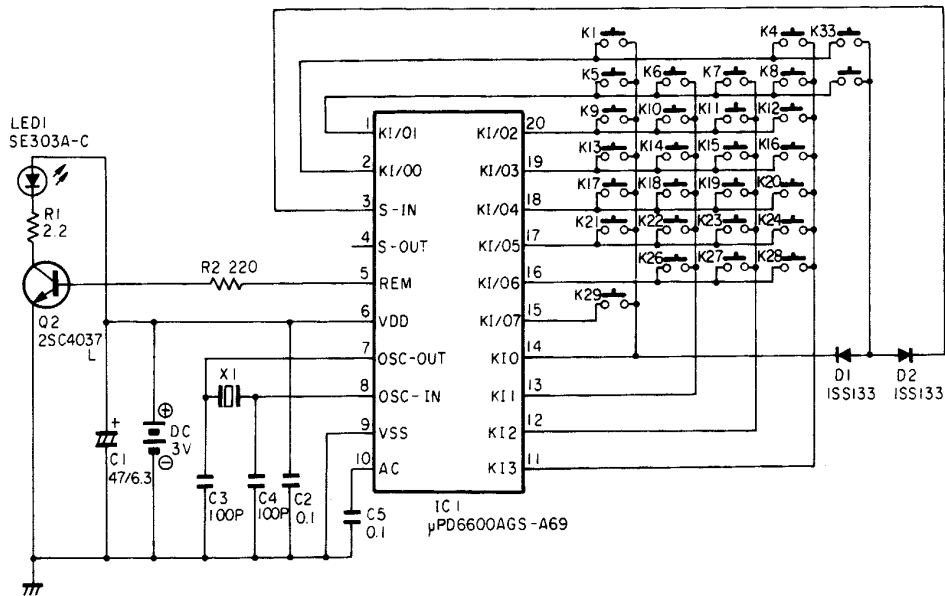 K1 K4 K33
K5 K6 K7 K8
K9 K10 K11 K12
K13 K14 K15 K16
K17 K18 K19 K20
K21 K22 K23 K24
K26 K27 K28
K29
LED1
SE303A-C
R1
2.2
Q2
2SC4037
L
R2 220
1 KI/O1
2 KI/O0
3 S-IN
4 S-OUT
5 REM
6 VDD
7 OSC-OUT
8 OSC-IN
9 VSS
10 AC
KI/O2 20
KI/O3 19
KI/O4 18
KI/O5 17
KI/O6 16
KI/O7 15
KI0 14
KI1 13
KI2 12
KI3 11
X1
+
C1
47/6.3
+
DC
3V
−
C3
100P
C4
100P
C2
0.1
C5
0.1
IC1
μPD6600AGS-A69
D1
1SS133
D2
1SS133